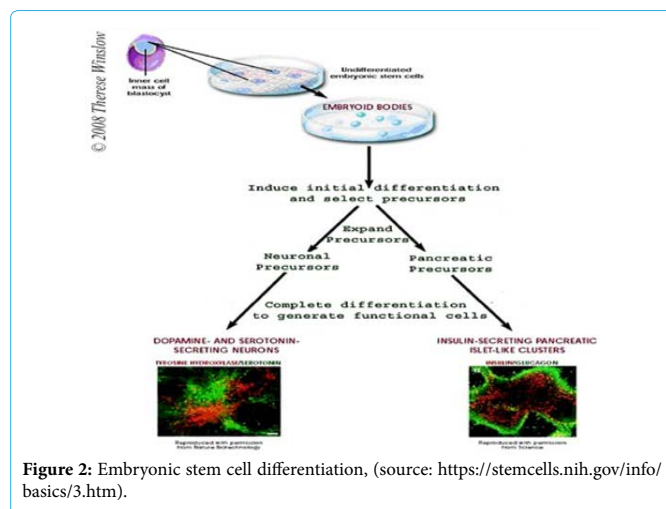 © 2008 Therese Winslow
Inner cell
mass of
blastocyst
Undifferentiated
embryonic stem cells
EMBRYOID BODIES
Induce initial differentiation
and select precursors
Expand
Precursors
Neuronal
Precursors
Pancreatic
Precursors
Complete differentiation
to generate functional cells
DOPAMINE- AND SEROTONIN-
SECRETING NEURONS
TYROSINE HYDROXYLASE/SEROTONIN
Reproduced with permission
from Nature Biotechnology
INSULIN-SECRETING PANCREATIC
ISLET-LIKE CLUSTERS
INSULIN/GLUCAGON
Reproduced with permission
from Science
Figure 2: Embryonic stem cell differentiation, (source: https://stemcells.nih.gov/info/
basics/3.htm).